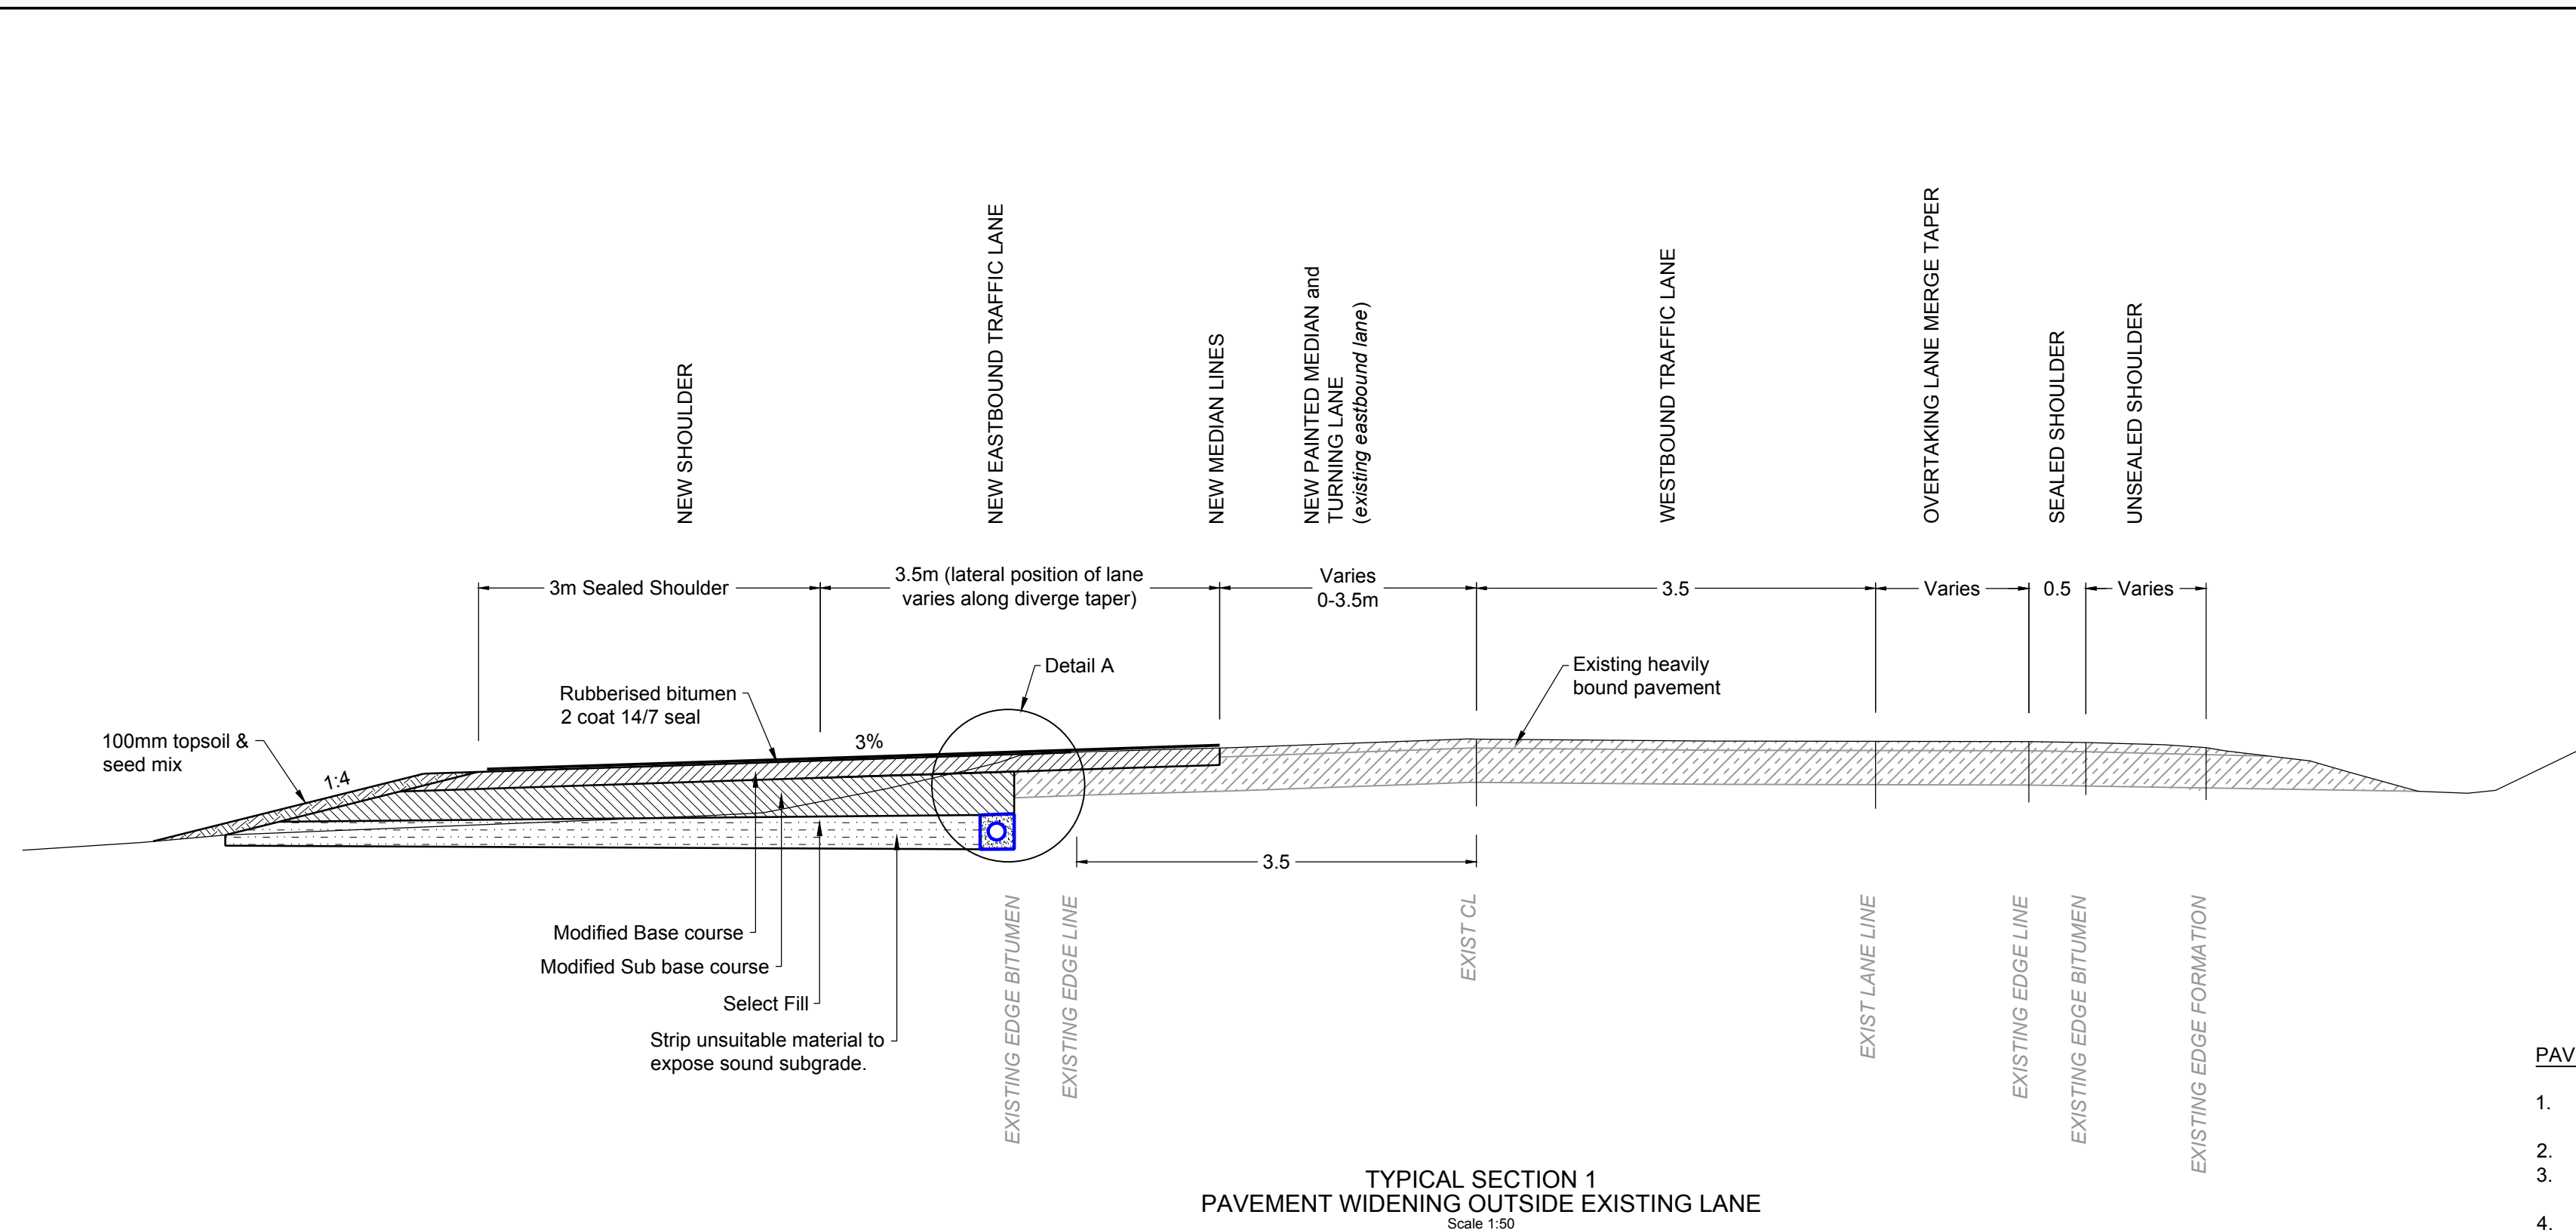 NEW SHOULDER
NEW EASTBOUND TRAFFIC LANE
NEW MEDIAN LINES
NEW PAINTED MEDIAN and
TURNING LANE
(existing eastbound lane)
WESTBOUND TRAFFIC LANE
OVERTAKING LANE MERGE TAPER
SEALED SHOULDER
UNSEALED SHOULDER
3m Sealed Shoulder
3.5m (lateral position of lane
varies along diverge taper)
Varies
0-3.5m
3.5
Varies
0.5
Varies
Detail A
Existing heavily
bound pavement
Rubberised bitumen
2 coat 14/7 seal
100mm topsoil &
seed mix
1:4
3%
3.5
Modified Base course
Modified Sub base course
Select Fill
Strip unsuitable material to
expose sound subgrade.
EXISTING EDGE BITUMEN
EXISTING EDGE LINE
EXIST CL
EXIST LANE LINE
EXISTING EDGE LINE
EXISTING EDGE BITUMEN
EXISTING EDGE FORMATION
PAV
1.
2.
3.
4.
TYPICAL SECTION 1
PAVEMENT WIDENING OUTSIDE EXISTING LANE
Scale 1:50